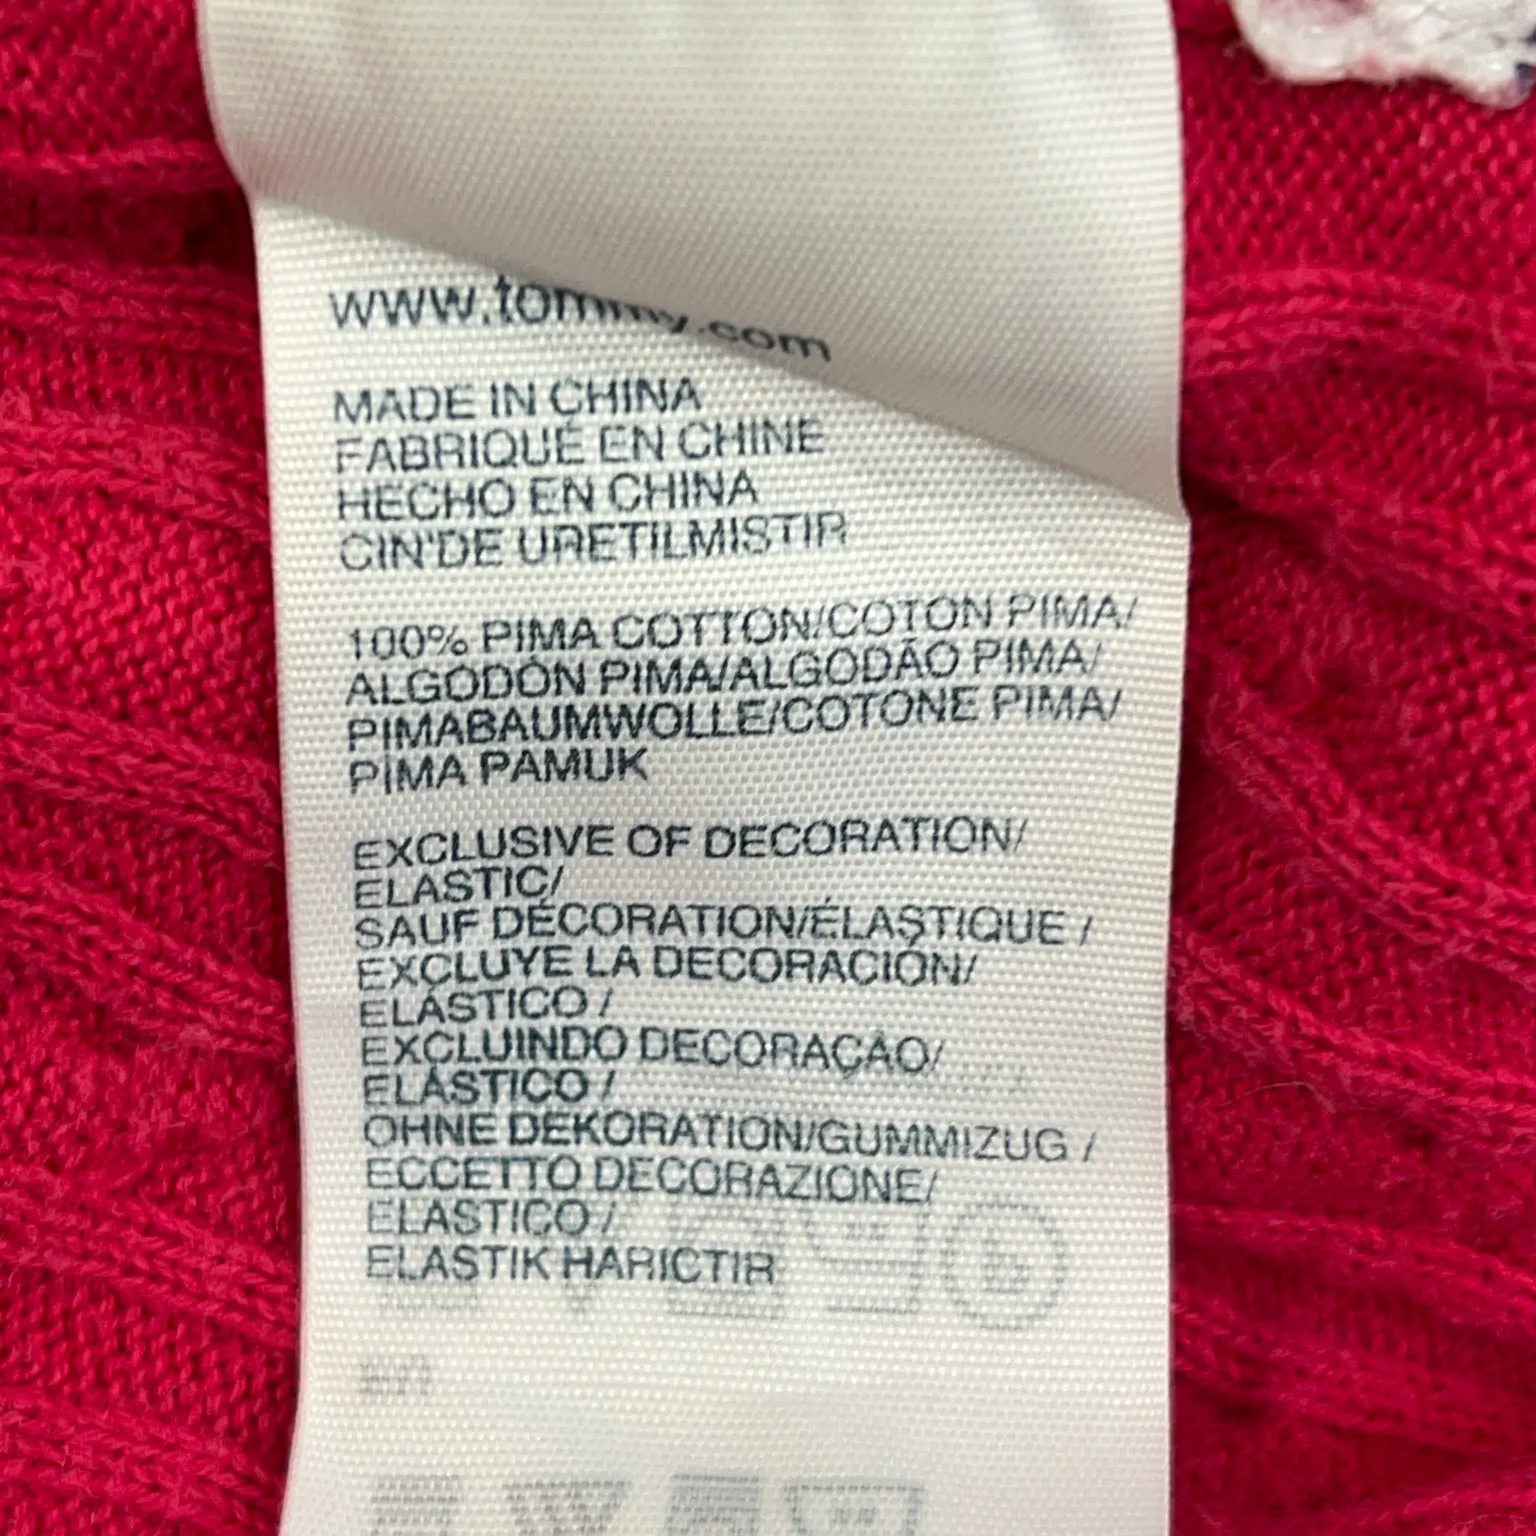 www.tommy.com
MADE IN CHINA
FABRIQUÉ EN CHINE
HECHO EN CHINA
CIN'DE URETILMISTIR
100% PIMA COTTON/COTON PIMA/
ALGODÓN PIMA/ALGODÃO PIMA/
PIMABAUMWOLLE/COTONE PIMA/
PIMA PAMUK
EXCLUSIVE OF DECORATION/
ELASTIC/
SAUF DÉCORATION/ÉLASTIQUE /
EXCLUYE LA DECORACIÓN/
ELÁSTICO /
EXCLUINDO DECORAÇÃO/
ELÁSTICO /
OHNE DEKORATION/GUMMIZUG /
ECCETTO DECORAZIONE/
ELASTICO /
ELASTIK HARICTIR